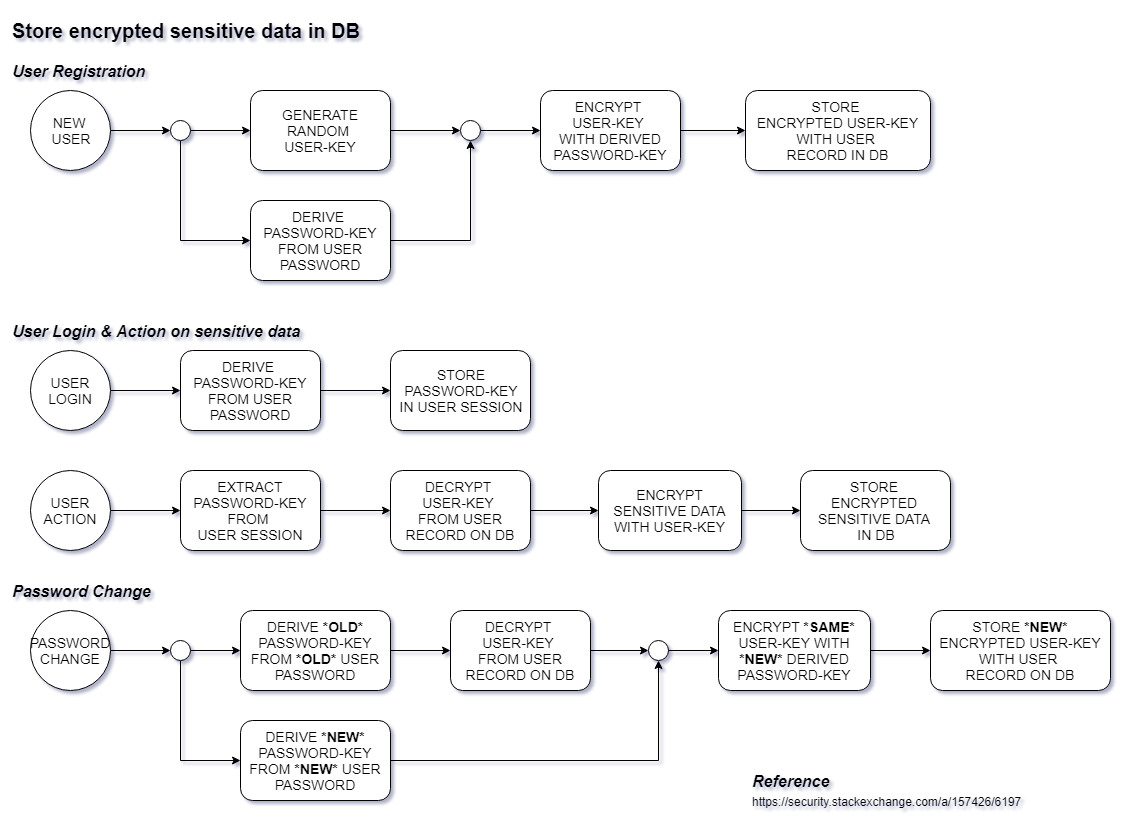 Store encrypted sensitive data in DB
User Registration
NEW
USER
GENERATE
RANDOM
USER-KEY
DERIVE
PASSWORD-KEY
FROM USER
PASSWORD
ENCRYPT
USER-KEY
WITH DERIVED
PASSWORD-KEY
STORE
ENCRYPTED USER-KEY
WITH USER
RECORD IN DB
User Login & Action on sensitive data
USER
LOGIN
DERIVE
PASSWORD-KEY
FROM USER
PASSWORD
STORE
PASSWORD-KEY
IN USER SESSION
USER
ACTION
EXTRACT
PASSWORD-KEY
FROM
USER SESSION
DECRYPT
USER-KEY
FROM USER
RECORD ON DB
ENCRYPT
SENSITIVE DATA
WITH USER-KEY
STORE
ENCRYPTED
SENSITIVE DATA
IN DB
Password Change
PASSWORD
CHANGE
DERIVE *OLD*
PASSWORD-KEY
FROM *OLD* USER
PASSWORD
DECRYPT
USER-KEY
FROM USER
RECORD ON DB
DERIVE *NEW*
PASSWORD-KEY
FROM *NEW* USER
PASSWORD
ENCRYPT *SAME*
USER-KEY WITH
*NEW* DERIVED
PASSWORD-KEY
STORE *NEW*
ENCRYPTED USER-KEY
WITH USER
RECORD ON DB
Reference
https://security.stackexchange.com/a/157426/6197